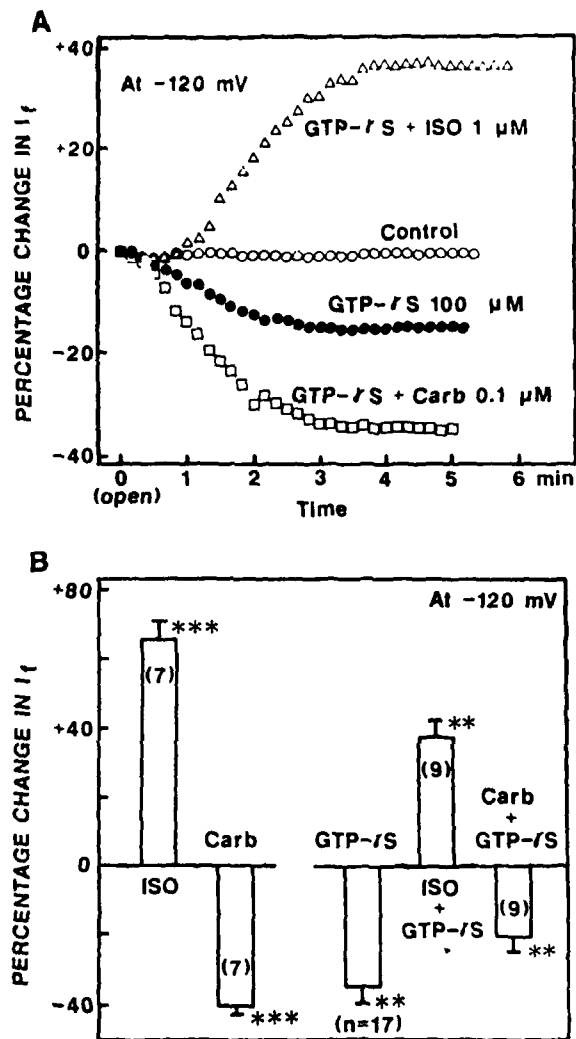 A
PERCENTAGE CHANGE IN If
+40
+20
0
-20
-40
At -120 mV
GTP-γS + ISO 1 μM
Control
GTP-γS 100 μM
GTP-γS + Carb 0.1 μM
0 1 2 3 4 5 6 min
(open)
Time
B
PERCENTAGE CHANGE IN If
+80
+40
0
-40
At -120 mV
***
(7)
ISO
Carb
(7)
***
GTP-γS
**
(n=17)
**
(9)
ISO
+
GTP-γS
Carb
+
GTP-γS
(9)
**